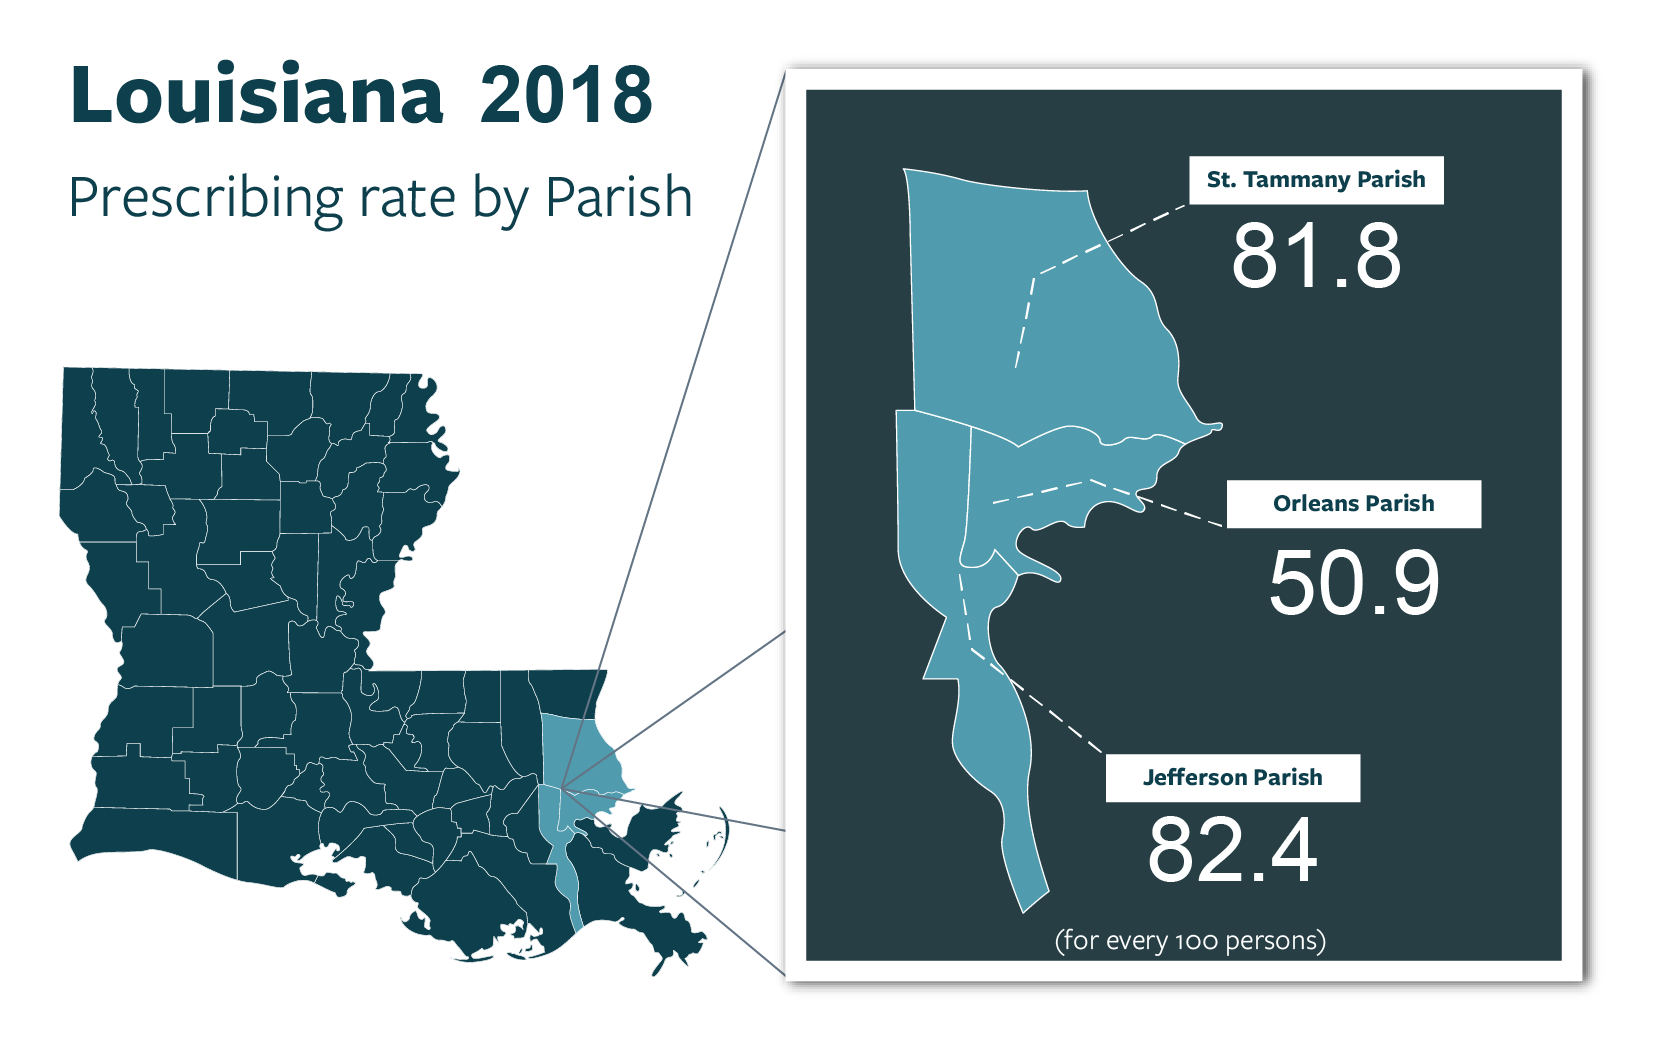 Louisiana 2018
Prescribing rate by Parish
St. Tammany Parish
81.8
Orleans Parish
50.9
Jefferson Parish
82.4
(for every 100 persons)